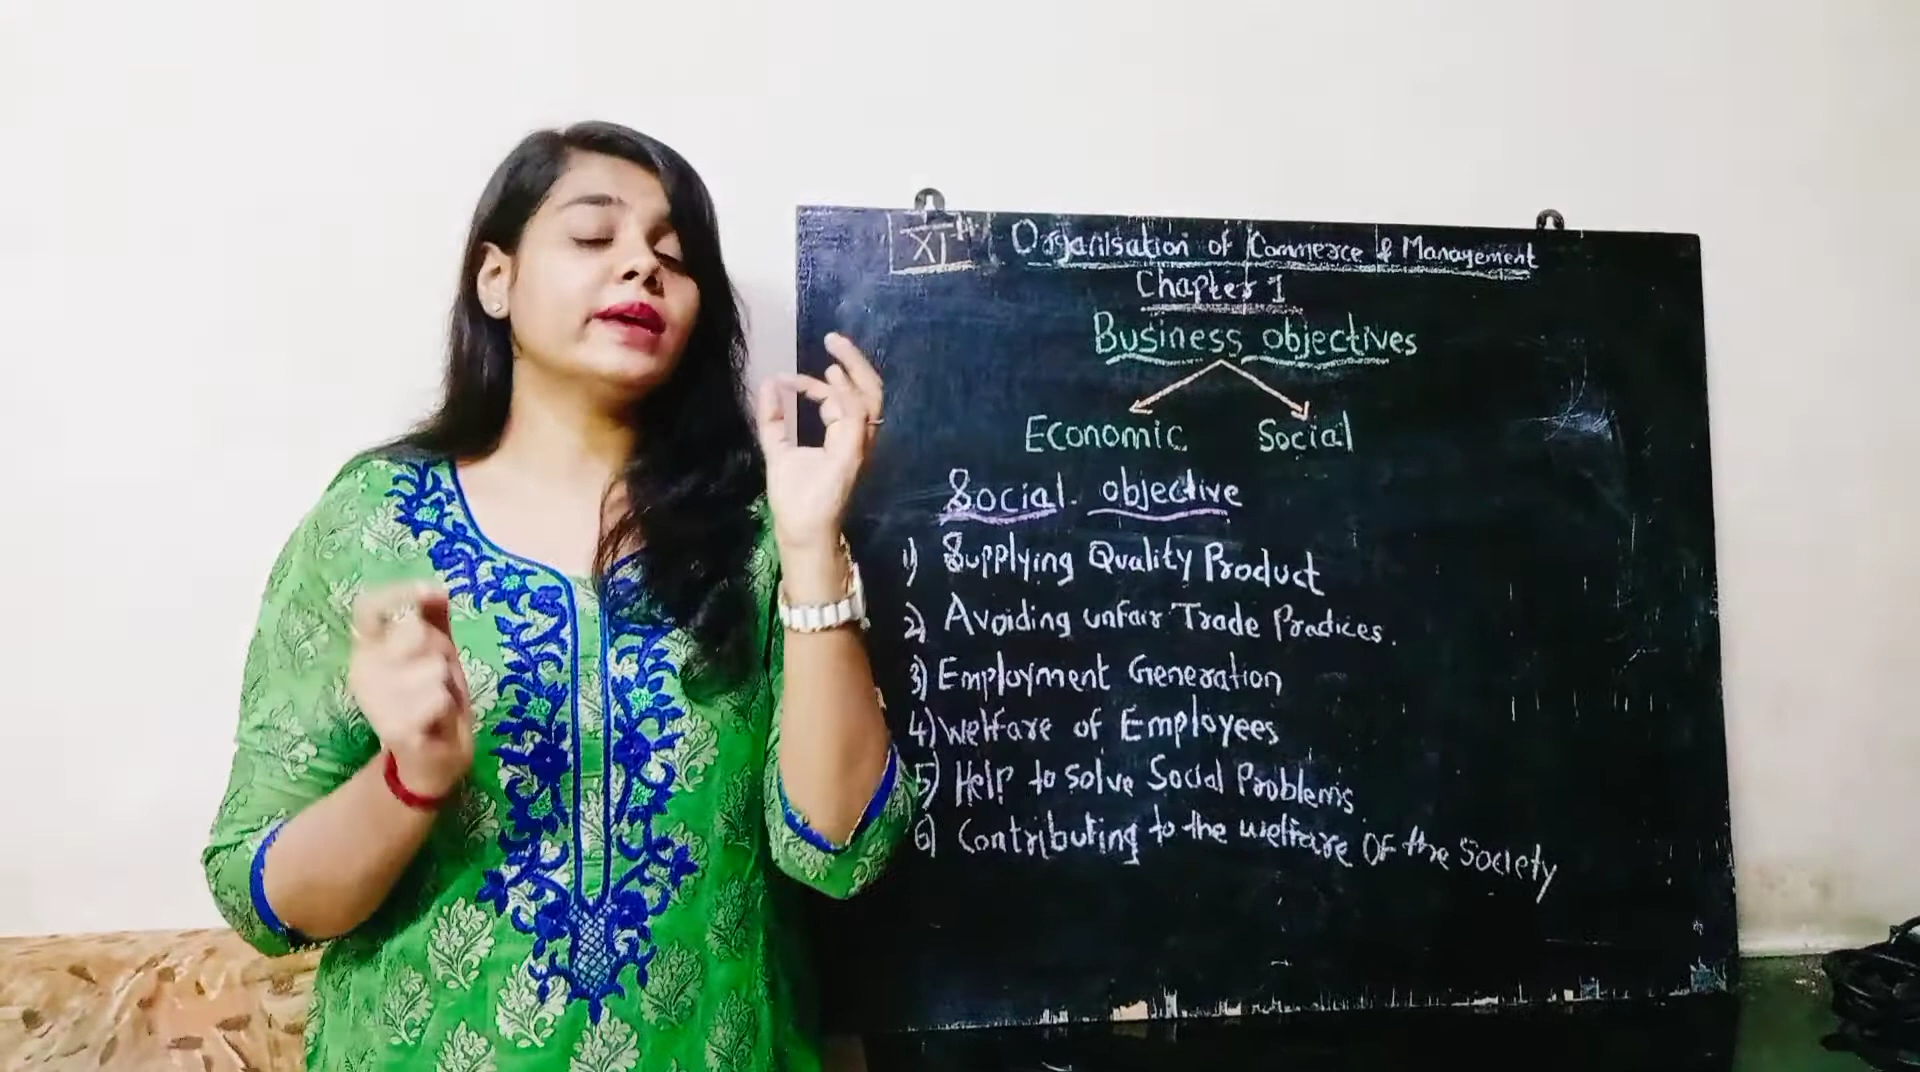 XIth Organisation of Commerce & Management
Chapter 1
Business objectives
Economic Social
Social objective
1) Supplying Quality Product
2) Avoiding unfair Trade Practices.
3) Employment Generation
4) Welfare of Employees
5) Help to solve Social Problems
6) Contributing to the welfare of the Society